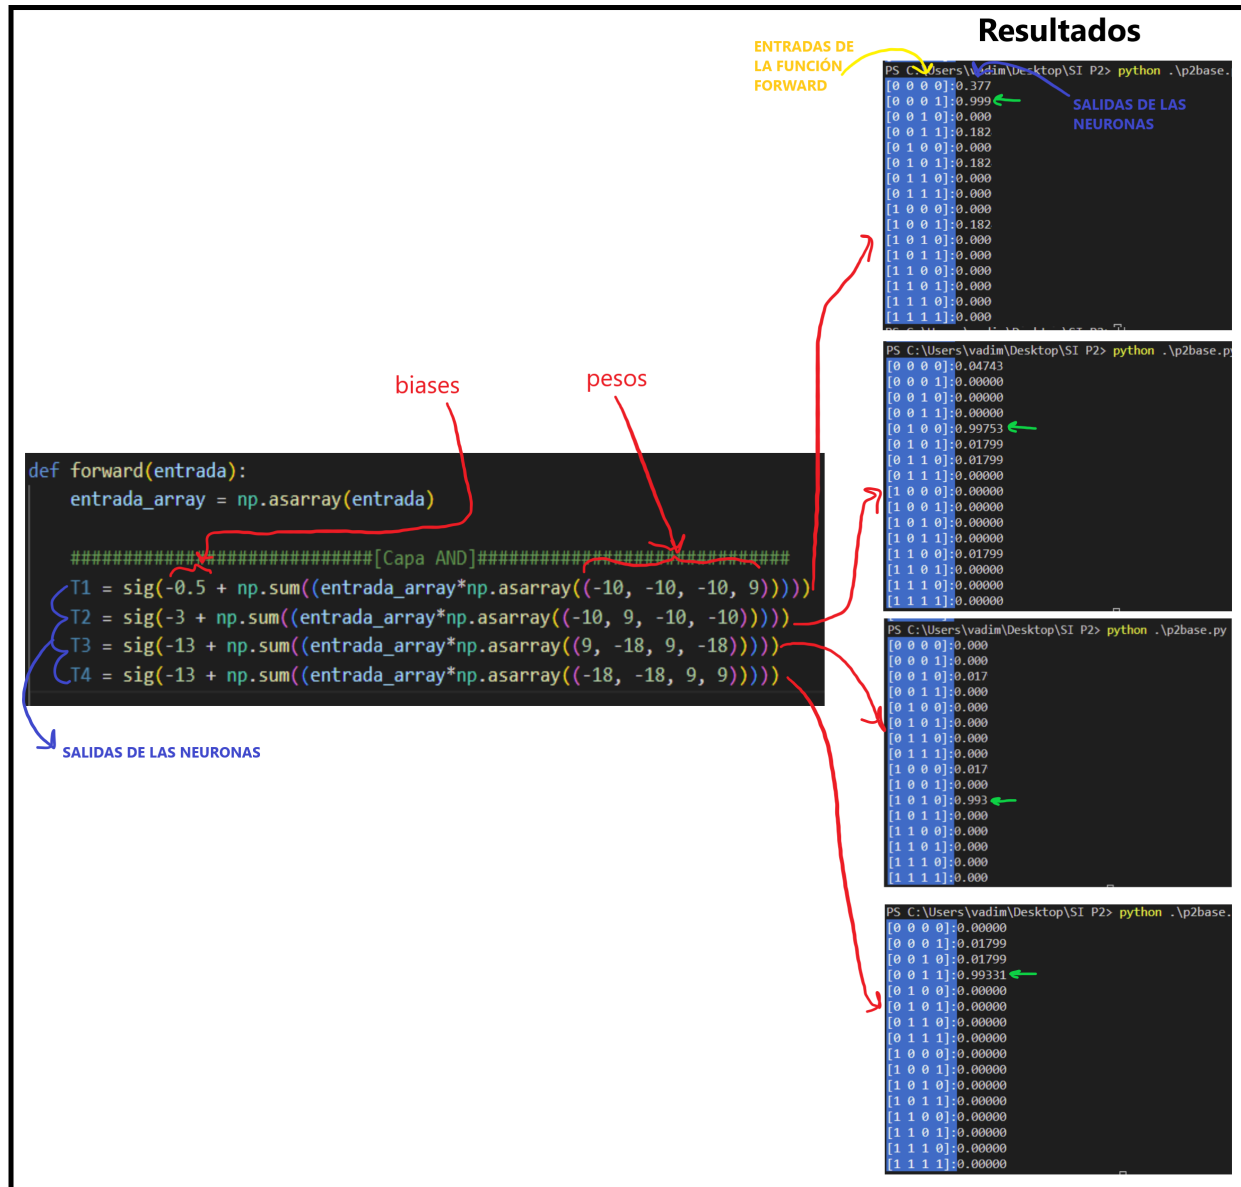 Resultados
ENTRADAS DE
LA FUNCIÓN
FORWARD
PS C:\Users\vadim\Desktop\SI P2> python .\p2base.
[0 0 0 0]:0.377
[0 0 0 1]:0.999
[0 0 1 0]:0.000
[0 0 1 1]:0.182
[0 1 0 0]:0.000
[0 1 0 1]:0.182
[0 1 1 0]:0.000
[0 1 1 1]:0.000
[1 0 0 0]:0.000
[1 0 0 1]:0.182
[1 0 1 0]:0.000
[1 0 1 1]:0.000
[1 1 0 0]:0.000
[1 1 0 1]:0.000
[1 1 1 0]:0.000
[1 1 1 1]:0.000
PS C:\Users\vadim\Desktop\SI P2>
SALIDAS DE LAS
NEURONAS
PS C:\Users\vadim\Desktop\SI P2> python .\p2base.py
[0 0 0 0]:0.04743
[0 0 0 1]:0.00000
[0 0 1 0]:0.00000
[0 0 1 1]:0.00000
[0 1 0 0]:0.99753
[0 1 0 1]:0.01799
[0 1 1 0]:0.01799
[0 1 1 1]:0.00000
[1 0 0 0]:0.00000
[1 0 0 1]:0.00000
[1 0 1 0]:0.00000
[1 0 1 1]:0.00000
[1 1 0 0]:0.01799
[1 1 0 1]:0.00000
[1 1 1 0]:0.00000
[1 1 1 1]:0.00000
biases
pesos
def forward(entrada):
entrada_array = np.asarray(entrada)
#############################[Capa AND]##############################
T1 = sig(-0.5 + np.sum((entrada_array*np.asarray((-10, -10, -10, 9)))))
T2 = sig(-3 + np.sum((entrada_array*np.asarray((-10, 9, -10, -10)))))
T3 = sig(-13 + np.sum((entrada_array*np.asarray((9, -18, 9, -18)))))
T4 = sig(-13 + np.sum((entrada_array*np.asarray((-18, -18, 9, 9)))))
SALIDAS DE LAS NEURONAS
PS C:\Users\vadim\Desktop\SI P2> python .\p2base.py
[0 0 0 0]:0.000
[0 0 0 1]:0.000
[0 0 1 0]:0.017
[0 0 1 1]:0.000
[0 1 0 0]:0.000
[0 1 0 1]:0.000
[0 1 1 0]:0.000
[0 1 1 1]:0.000
[1 0 0 0]:0.017
[1 0 0 1]:0.000
[1 0 1 0]:0.993
[1 0 1 1]:0.000
[1 1 0 0]:0.000
[1 1 0 1]:0.000
[1 1 1 0]:0.000
[1 1 1 1]:0.000
PS C:\Users\vadim\Desktop\SI P2> python .\p2base.
[0 0 0 0]:0.00000
[0 0 0 1]:0.01799
[0 0 1 0]:0.01799
[0 0 1 1]:0.99331
[0 1 0 0]:0.00000
[0 1 0 1]:0.00000
[0 1 1 0]:0.00000
[0 1 1 1]:0.00000
[1 0 0 0]:0.00000
[1 0 0 1]:0.00000
[1 0 1 0]:0.00000
[1 0 1 1]:0.00000
[1 1 0 0]:0.00000
[1 1 0 1]:0.00000
[1 1 1 0]:0.00000
[1 1 1 1]:0.00000